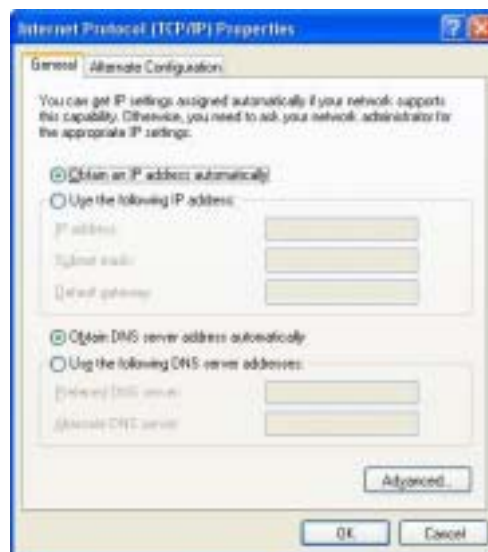 Internet Protocol (TCP/IP) Properties
General
Alternate Configuration
You can get IP settings assigned automatically if your network supports
this capability. Otherwise, you need to ask your network administrator for
the appropriate IP settings.
Obtain an IP address automatically
Use the following IP address:
IP address:
Subnet mask:
Default gateway:
Obtain DNS server address automatically
Use the following DNS server addresses:
Preferred DNS server:
Alternate DNS server:
Advanced...
OK
Cancel